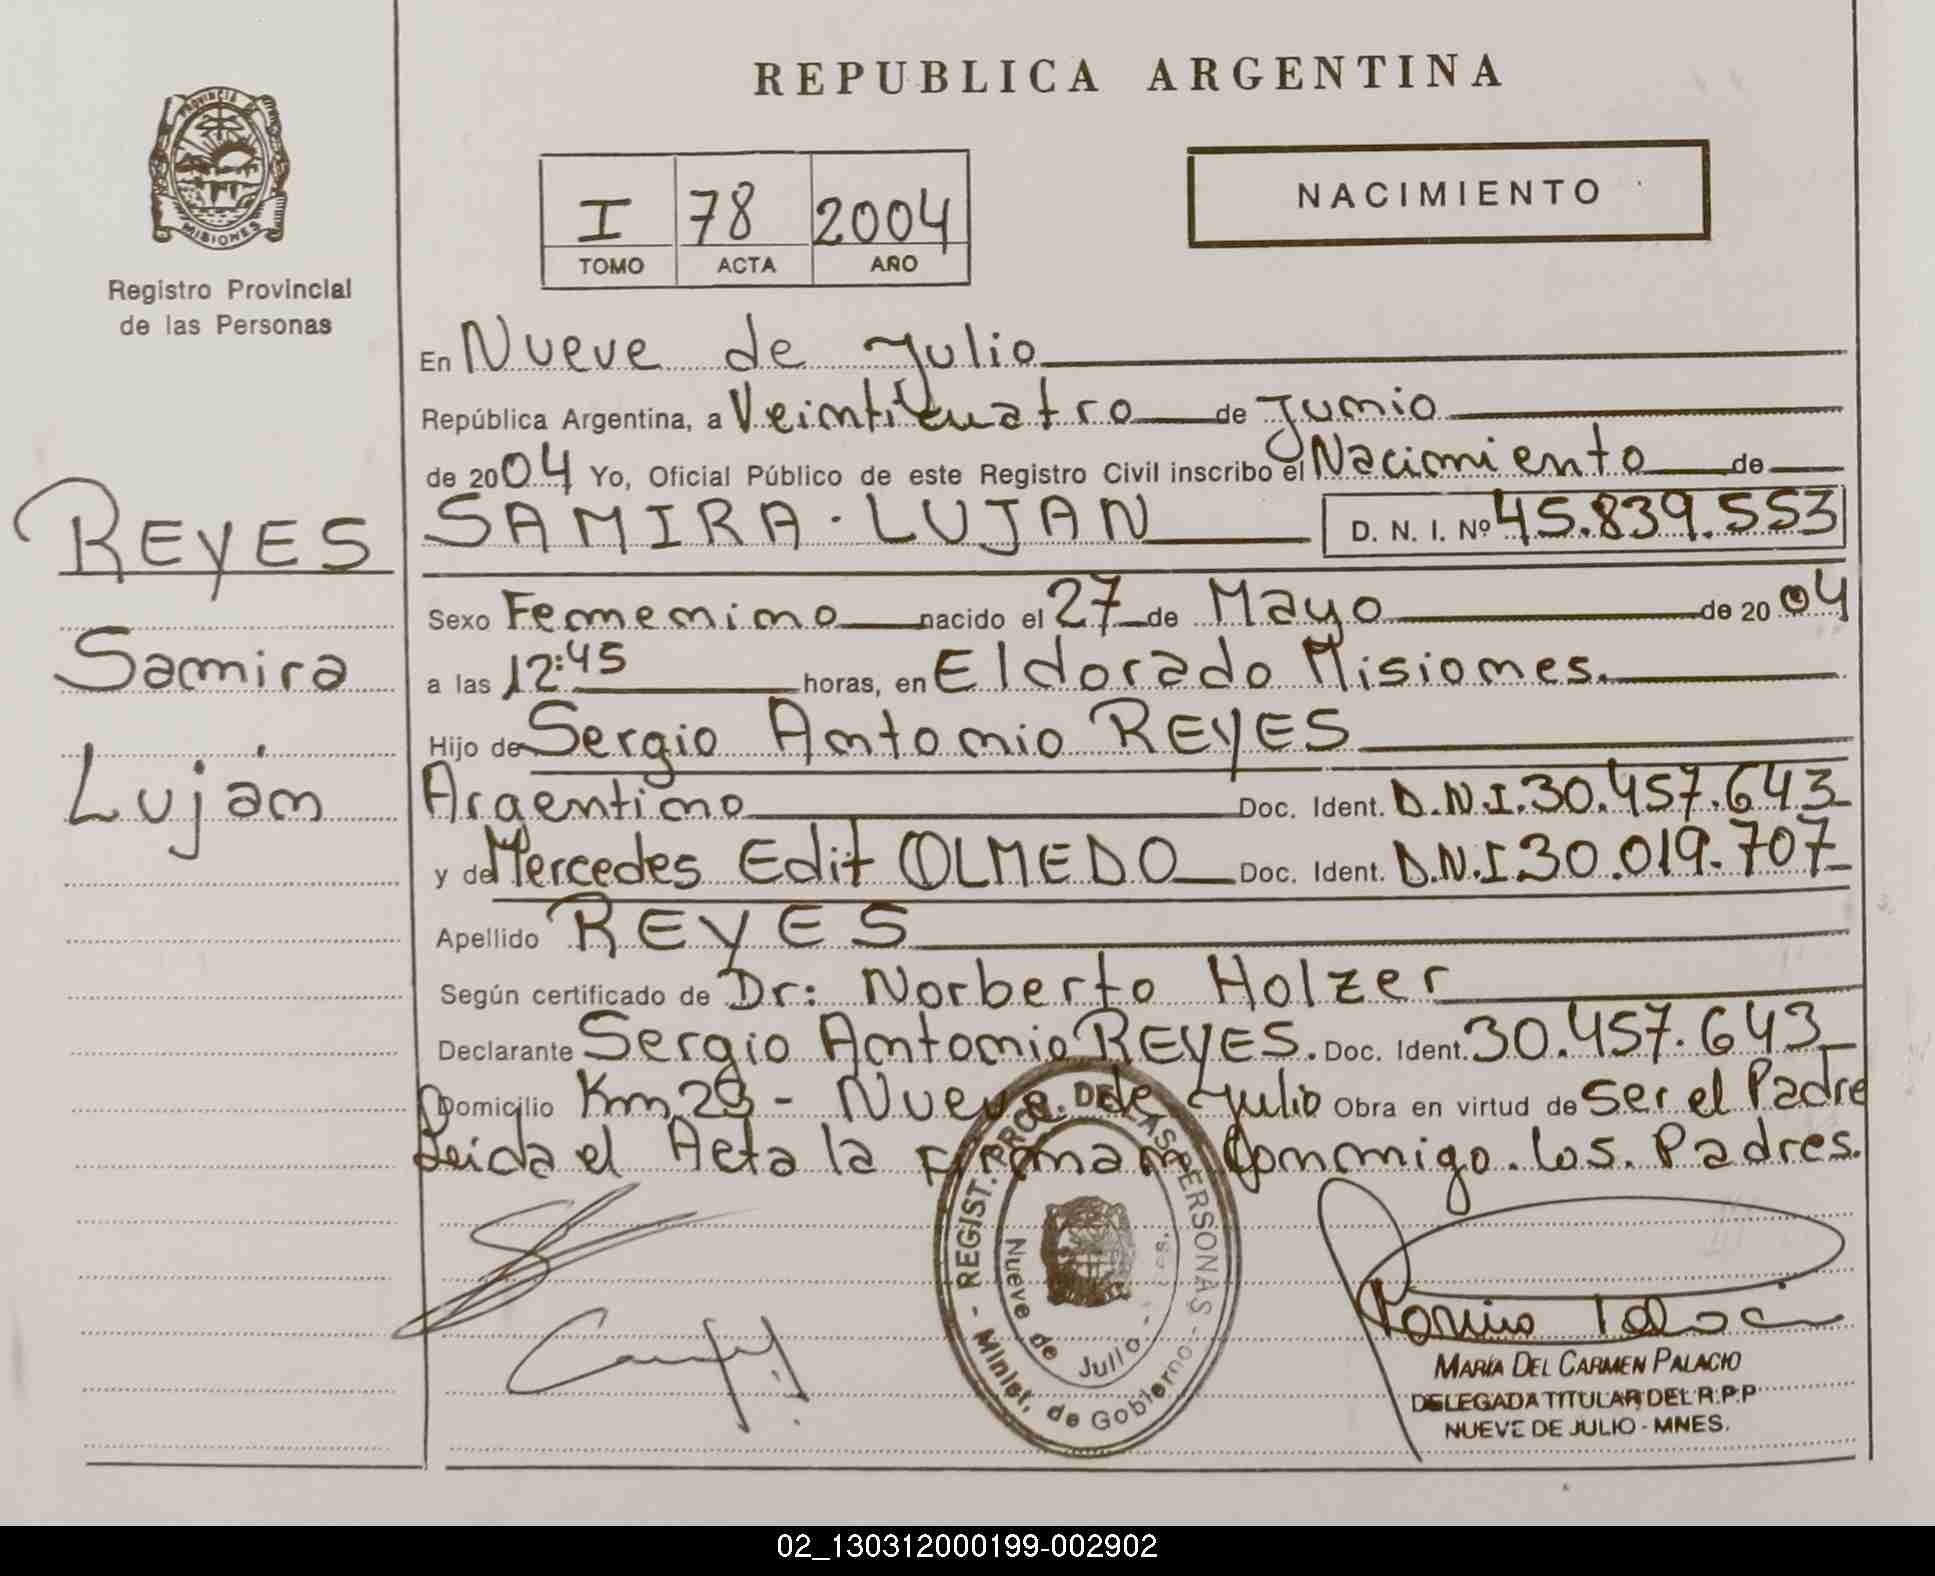 PROVINCIA DE
MISIONES
Registro Provincial
de las Personas
REYES
Samira
Luján
REPUBLICA ARGENTINA
I 78 2004
TOMO ACTA AÑO
NACIMIENTO
En Nueve de Julio
República Argentina, a Veinticuatro de Junio
de 2004 Yo, Oficial Público de este Registro Civil inscribo el Nacimiento de
SAMIRA LUJAN D. N. I. Nº 45.839.553
Sexo Femenino nacido el 27 de Mayo de 2004
a las 12:45 horas, en Eldorado Misiones.
Hijo de Sergio Antonio REYES
Argentino Doc. Ident. D.N.I. 30.457.643
y de Mercedes Edit OLMEDO Doc. Ident. D.N.I. 30.019.707
Apellido REYES
Según certificado de Dr: Norberto Holzer
Declarante Sergio Antonio REYES. Doc. Ident. 30.457.643
Domicilio Km 29 - Nueve de Julio Obra en virtud de ser el Padre
Leida el Acta la firman Conmigo los Padres.
- REGIST. PROV. DE LAS PERSONAS -
Minist. de Gobierno
Nueve de Julio - Mnes.
MARÍA DEL CARMEN PALACIO
DELEGADA TITULAR DEL R.P.P
NUEVE DE JULIO - MNES.
02_130312000199-002902